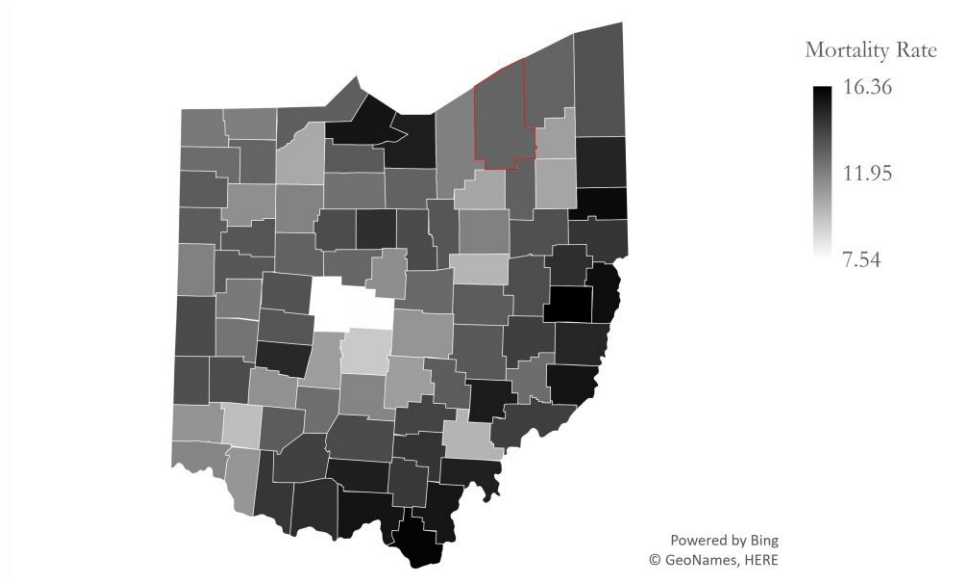 Mortality Rate
16.36
11.95
7.54
Powered by Bing
© GeoNames, HERE